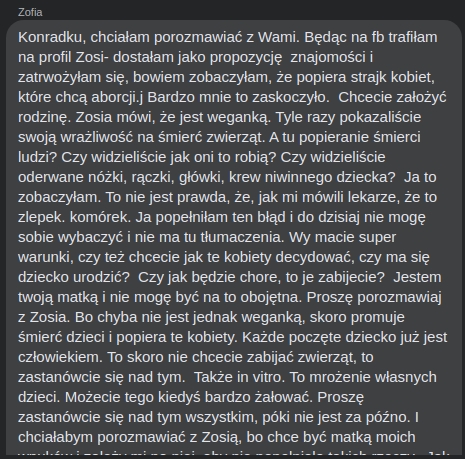 Zofia
Konradku, chciałam porozmawiać z Wami. Będąc na fb trafiłam
na profil Zosi- dostałam jako propozycję  znajomości i
zatrwożyłam się, bowiem zobaczyłam, że popiera strajk kobiet,
które chcą aborcji.j Bardzo mnie to zaskoczyło.  Chcecie założyć
rodzinę. Zosia mówi, że jest weganką. Tyle razy pokazaliście
swoją wrażliwość na śmierć zwierząt. A tu popieranie śmierci
ludzi? Czy widzieliście jak oni to robią? Czy widzieliście
oderwane nóżki, rączki, główki, krew niwinnego dziecka?  Ja to
zobaczyłam. To nie jest prawda, że, jak mi mówili lekarze, że to
zlepek. komórek. Ja popełniłam ten błąd i do dzisiaj nie mogę
sobie wybaczyć i nie ma tu tłumaczenia. Wy macie super
warunki, czy też chcecie jak te kobiety decydować, czy ma się
dziecko urodzić?  Czy jak będzie chore, to je zabijecie?  Jestem
twoją matką i nie mogę być na to obojętna. Proszę porozmawiaj
z Zosia. Bo chyba nie jest jednak weganką, skoro promuje
śmierć dzieci i popiera te kobiety. Każde poczęte dziecko już jest
człowiekiem. To skoro nie chcecie zabijać zwierząt, to
zastanówcie się nad tym.  Także in vitro. To mrożenie własnych
dzieci. Możecie tego kiedyś bardzo żałować. Proszę
zastanówcie się nad tym wszystkim, póki nie jest za późno. I
chciałabym porozmawiać z Zosią, bo chce być matką moich